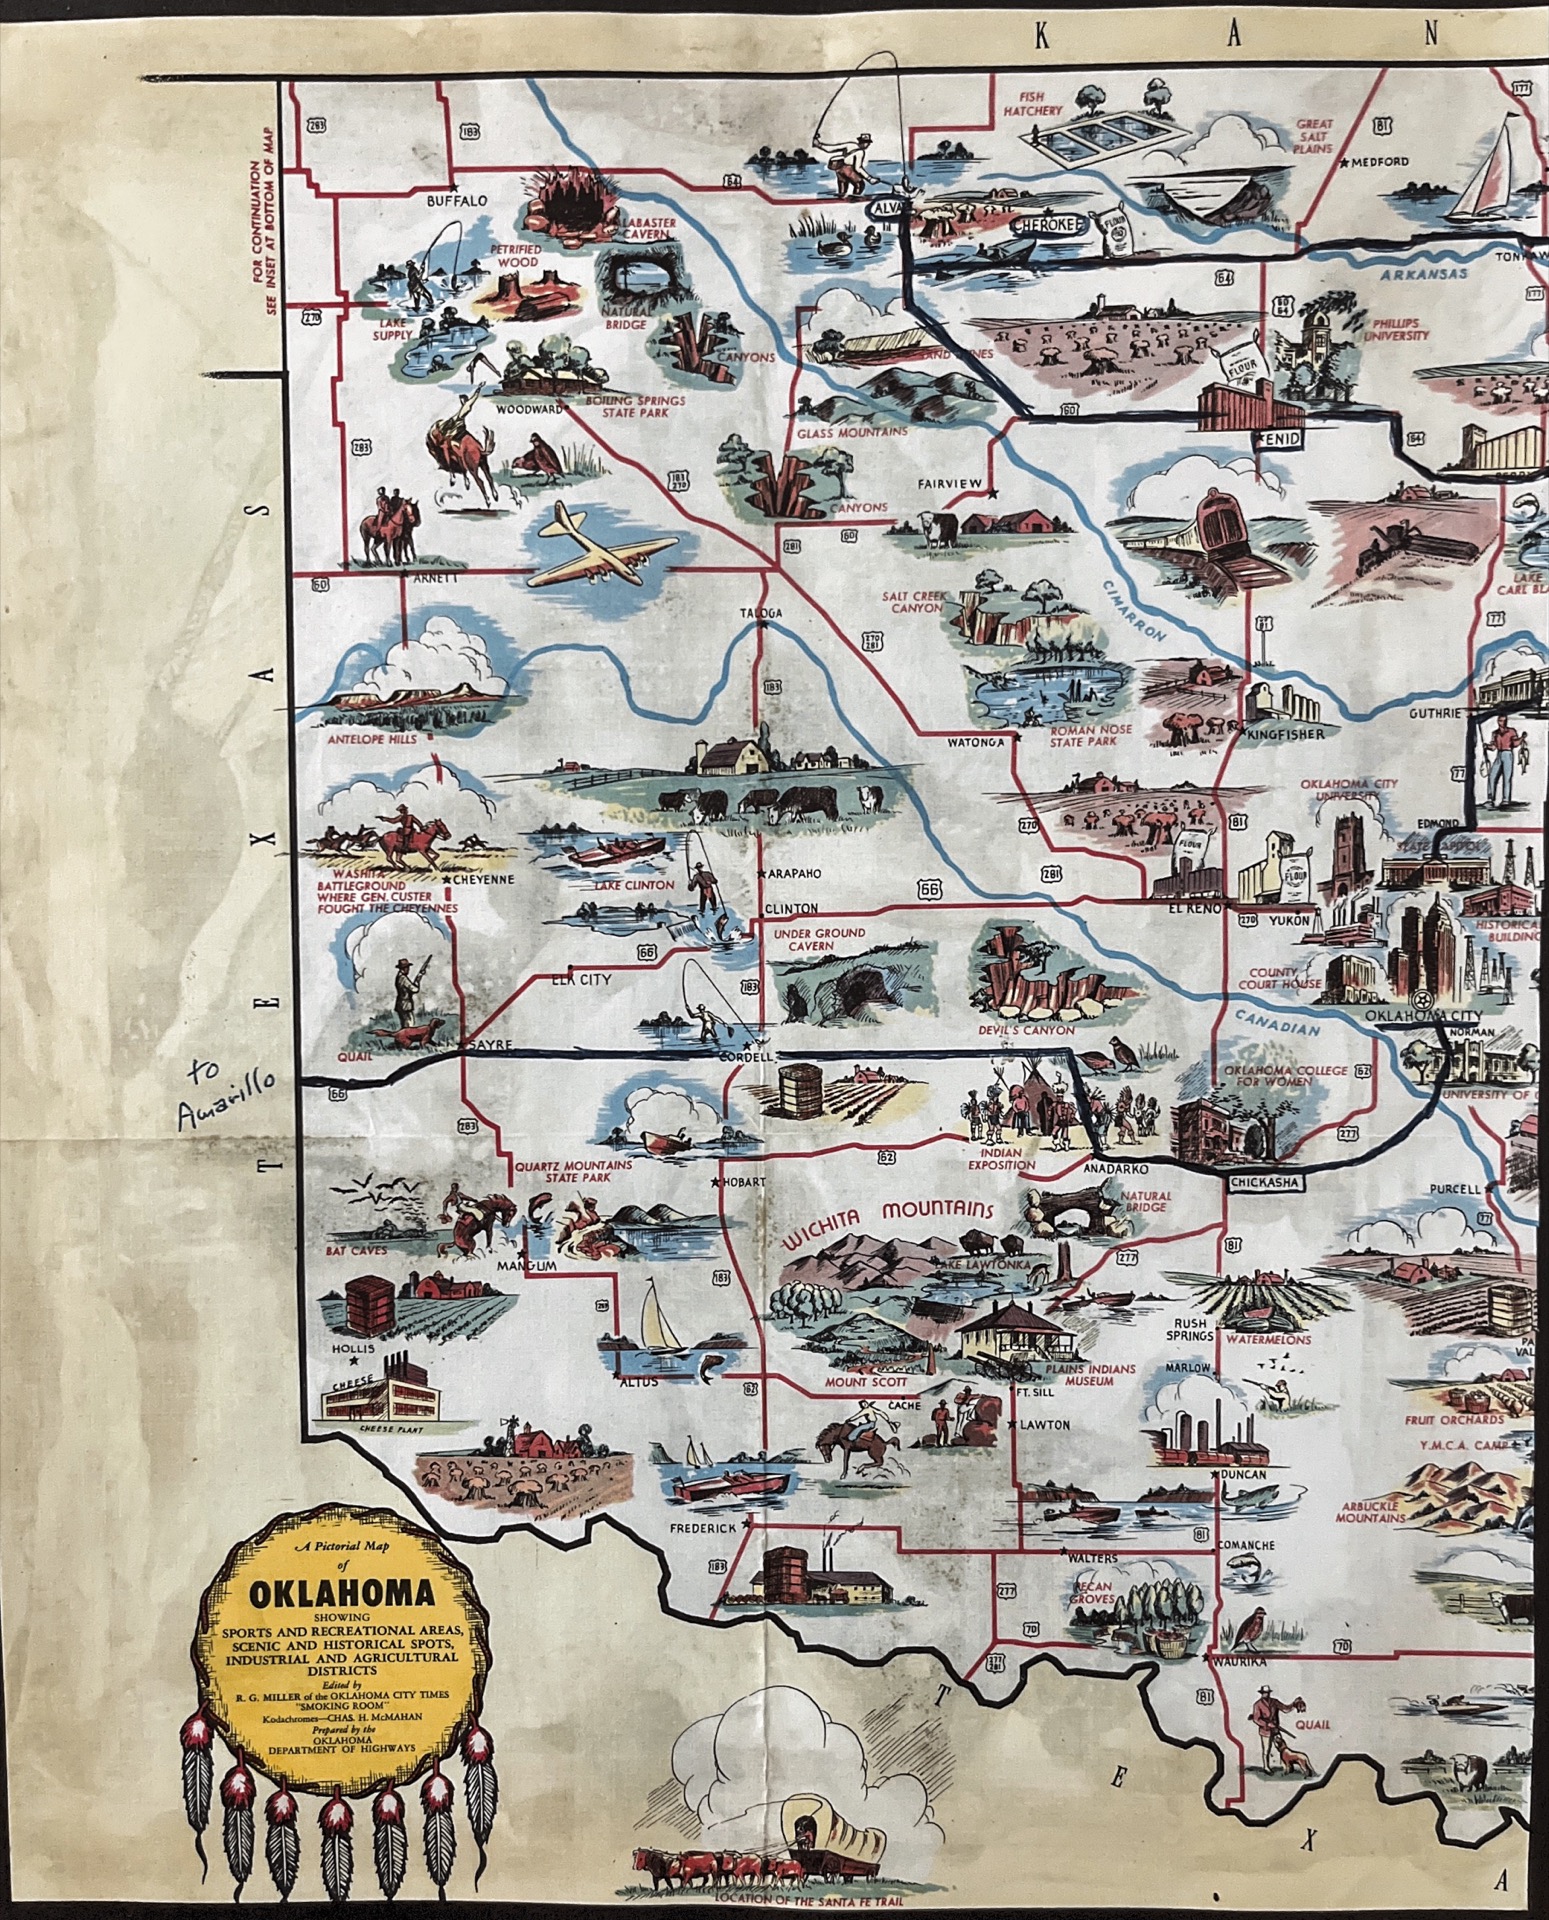 K A N
FISH
HATCHERY
GREAT
SALT
PLAINS
177
283
183
81
MEDFORD
64
BUFFALO
ALVA
CHEROKEE
FLOUR
FOR CONTINUATION
SEE INSET AT BOTTOM OF MAP
ALABASTER
CAVERN
PETRIFIED
WOOD
TONKAW
ARKANSAS
64
60
64
177
270
LAKE
SUPPLY
NATURAL
BRIDGE
PHILLIPS
UNIVERSITY
CANYONS
SAND DUNES
FLOUR
WOODWARD
BOILING SPRINGS
STATE PARK
60
GLASS MOUNTAINS
ENID
64
283
183
270
FAIRVIEW
CANYONS
281
60
LAKE
CARL BLA
60
ARNETT
SALT CREEK
CANYON
CIMARRON
TALOGA
270
281
81
77
183
GUTHRIE
ANTELOPE HILLS
WATONGA
ROMAN NOSE
STATE PARK
KINGFISHER
77
OKLAHOMA CITY
UNIVERSITY
270
81
EDMOND
STATE CAPITOL
FLOUR
WASHITA
BATTLEGROUND
WHERE GEN. CUSTER
FOUGHT THE CHEYENNES
CHEYENNE
LAKE CLINTON
ARAPAHO
281
FLOUR
66
CLINTON
EL RENO
270
YUKON
HISTORICAL
BUILDING
UNDER GROUND
CAVERN
66
ELK CITY
183
COUNTY
COURT HOUSE
DEVIL'S CANYON
OKLAHOMA CITY
CANADIAN
NORMAN
QUAIL
SAYRE
CORDELL
to
Amarillo
66
OKLAHOMA COLLEGE
FOR WOMEN
62
UNIVERSITY OF O
283
62
277
INDIAN
EXPOSITION
ANADARKO
CHICKASHA
QUARTZ MOUNTAINS
STATE PARK
HOBART
PURCELL
WICHITA MOUNTAINS
NATURAL
BRIDGE
77
BAT CAVES
MANGUM
LAKE LAWTONKA
277
81
183
283
HOLLIS
RUSH
SPRINGS
WATERMELONS
PA
VAL
CHEESE
CHEESE PLANT
ALTUS
62
MOUNT SCOTT
PLAINS INDIANS
MUSEUM
MARLOW
FT. SILL
CACHE
LAWTON
FRUIT ORCHARDS
Y.M.C.A. CAMP
DUNCAN
ARBUCKLE
MOUNTAINS
FREDERICK
81
COMANCHE
183
WALTERS
277
PECAN
GROVES
70
70
277
281
WAURIKA
81
QUAIL
A Pictorial Map
of
OKLAHOMA
SHOWING
SPORTS AND RECREATIONAL AREAS,
SCENIC AND HISTORICAL SPOTS,
INDUSTRIAL AND AGRICULTURAL
DISTRICTS
Edited by
R. G. MILLER of the OKLAHOMA CITY TIMES
"SMOKING ROOM"
Kodachromes—CHAS. H. McMAHAN
Prepared by the
OKLAHOMA
DEPARTMENT OF HIGHWAYS
T E X A S
T E X A
LOCATION OF THE SANTA FE TRAIL